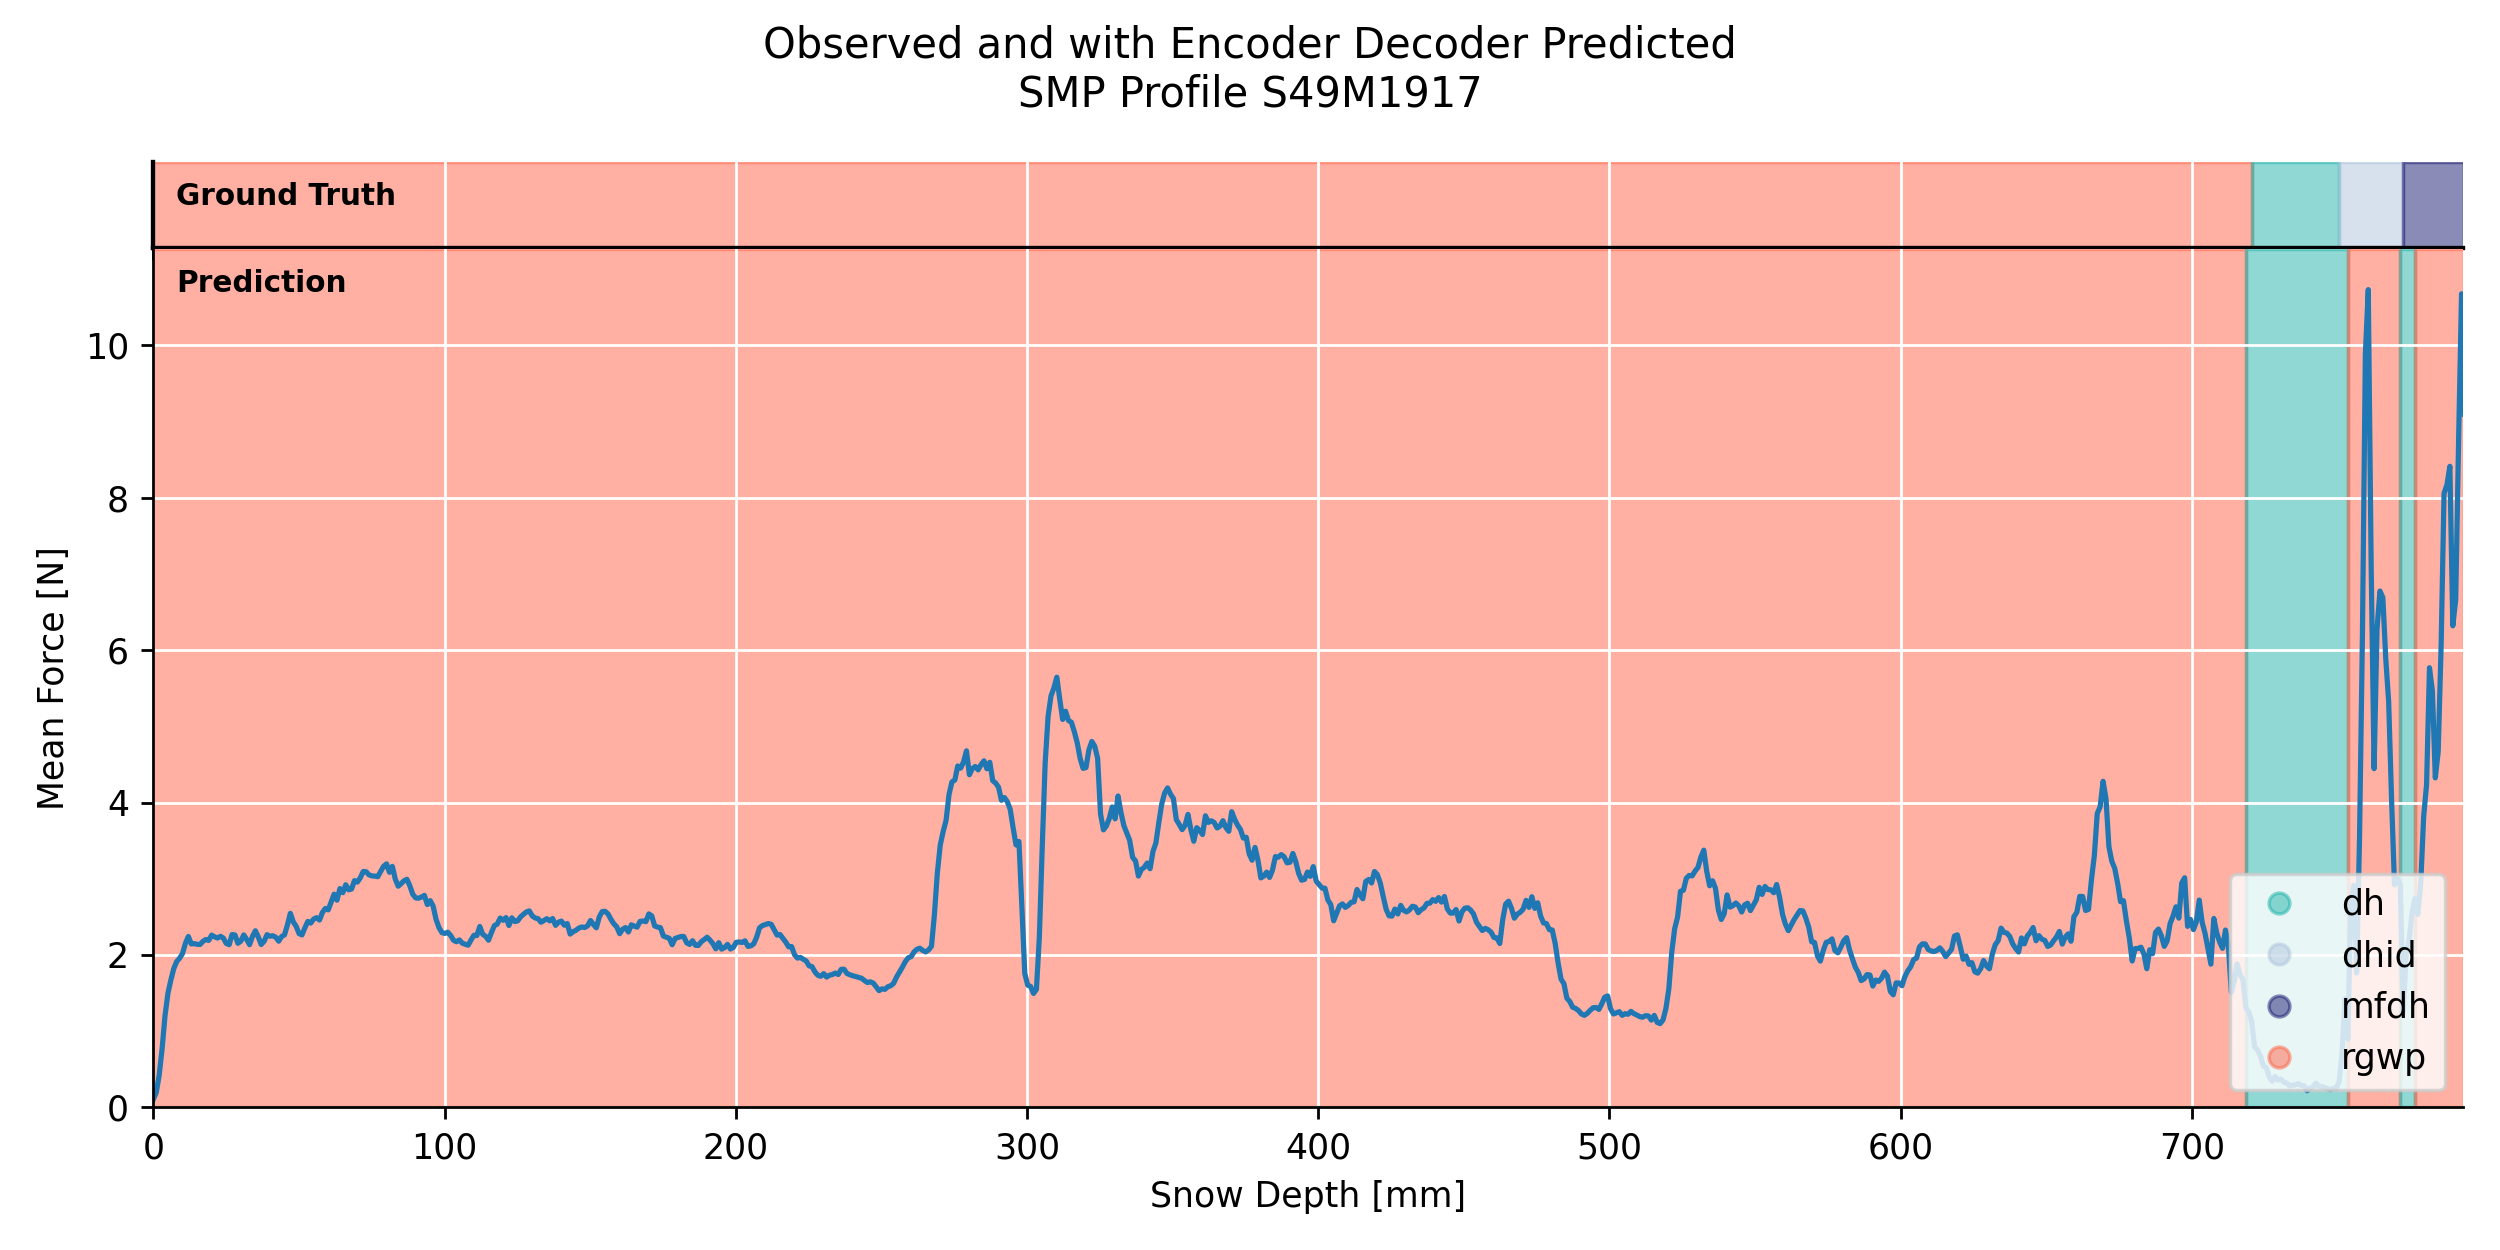 Observed and with Encoder Decoder Predicted
SMP Profile S49M1917
Ground Truth
Prediction
10
8
6
4
2
0
Mean Force [N]
0 100 200 300 400 500 600 700
Snow Depth [mm]
dh
dhid
mfdh
rgwp